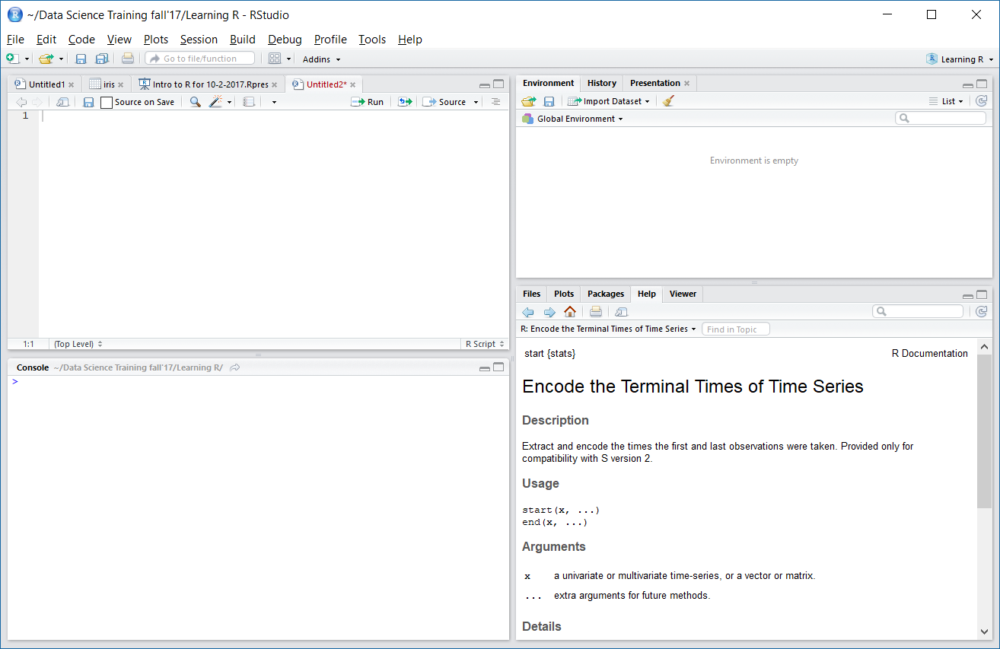 ~/Data Science Training fall'17/Learning R - RStudio
File Edit Code View Plots Session Build Debug Profile Tools Help
Go to file/function Addins Learning R
Untitled1 iris Intro to R for 10-2-2017.Rpres Untitled2*
Source on Save Run Source
1
1:1 (Top Level) R Script
Console ~/Data Science Training fall'17/Learning R/
>
Environment History Presentation
Import Dataset List
Global Environment
Environment is empty
Files Plots Packages Help Viewer
R: Encode the Terminal Times of Time Series Find in Topic
start {stats} R Documentation
Encode the Terminal Times of Time Series
Description
Extract and encode the times the first and last observations were taken. Provided only for
compatibility with S version 2.
Usage
start(x, ...)
end(x, ...)
Arguments
x a univariate or multivariate time-series, or a vector or matrix.
... extra arguments for future methods.
Details